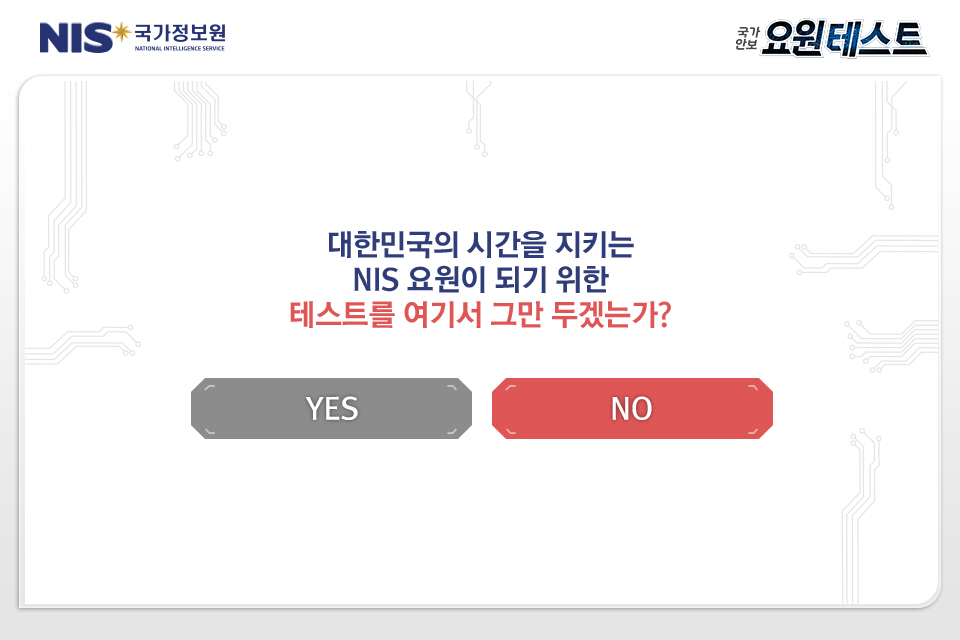 NIS 국가정보원
NATIONAL INTELLIGENCE SERVICE
국가안보 요원테스트
대한민국의 시간을 지키는
NIS 요원이 되기 위한
테스트를 여기서 그만 두겠는가?
YES
NO